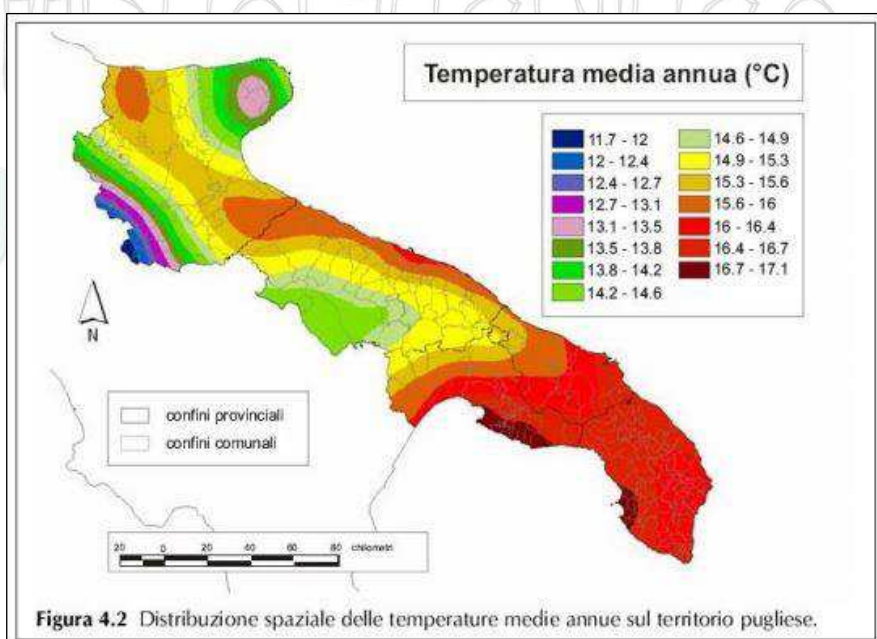 Temperatura media annua (°C)
11.7 - 12
12 - 12.4
12.4 - 12.7
12.7 - 13.1
13.1 - 13.5
13.5 - 13.8
13.8 - 14.2
14.2 - 14.6
14.6 - 14.9
14.9 - 15.3
15.3 - 15.6
15.6 - 16
16 - 16.4
16.4 - 16.7
16.7 - 17.1
N
confini provinciali
confini comunali
20 0 20 40 60 80 chilometri
Figura 4.2 Distribuzione spaziale delle temperature medie annue sul territorio pugliese.